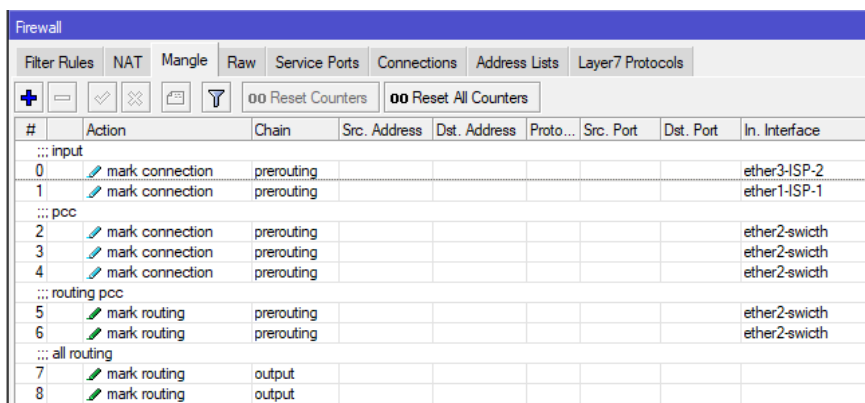 Firewall
Filter Rules NAT Mangle Raw Service Ports Connections Address Lists Layer7 Protocols
00 Reset Counters 00 Reset All Counters
# Action Chain Src. Address Dst. Address Proto... Src. Port Dst. Port In. Interface
::: input
0 mark connection prerouting ether3-ISP-2
1 mark connection prerouting ether1-ISP-1
::: pcc
2 mark connection prerouting ether2-swicth
3 mark connection prerouting ether2-swicth
4 mark connection prerouting ether2-swicth
::: routing pcc
5 mark routing prerouting ether2-swicth
6 mark routing prerouting ether2-swicth
::: all routing
7 mark routing output
8 mark routing output